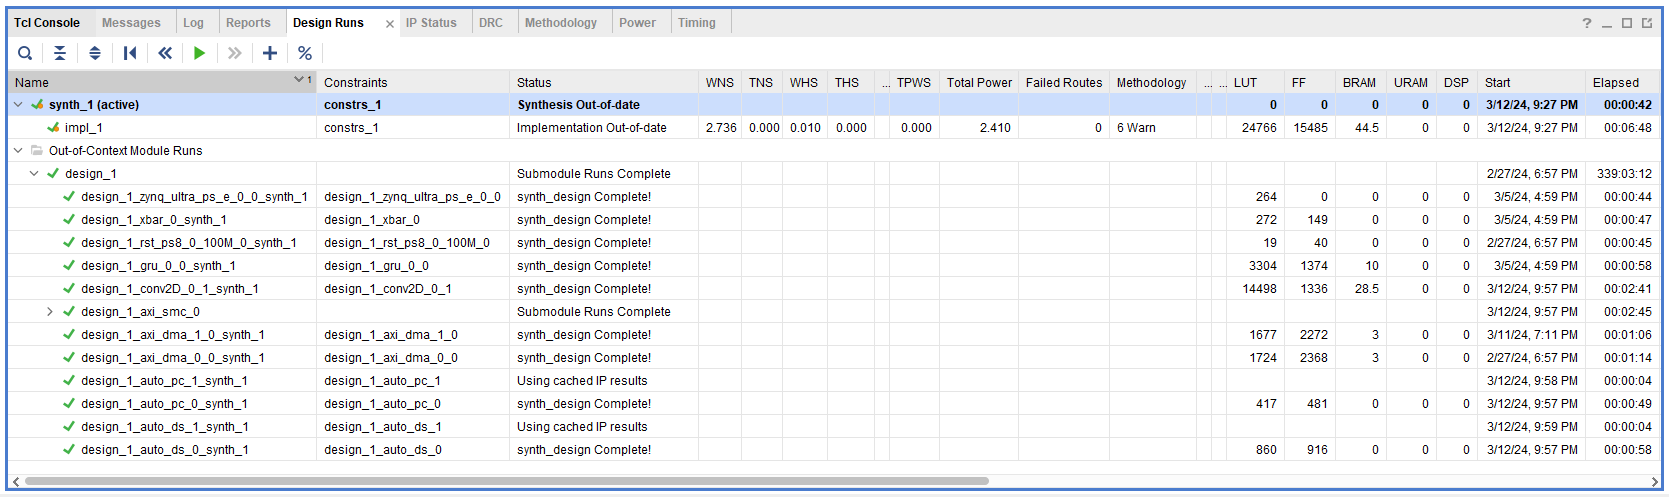 Tcl Console Messages Log Reports Design Runs × IP Status DRC Methodology Power Timing ?
%
Name 1 Constraints Status WNS TNS WHS THS ... TPWS Total Power Failed Routes Methodology ... ... LUT FF BRAM URAM DSP Start Elapsed
synth_1 (active) constrs_1 Synthesis Out-of-date 0 0 0 0 0 3/12/24, 9:27 PM 00:00:42
impl_1 constrs_1 Implementation Out-of-date 2.736 0.000 0.010 0.000 0.000 2.410 0 6 Warn 24766 15485 44.5 0 0 3/12/24, 9:27 PM 00:06:48
Out-of-Context Module Runs
design_1 Submodule Runs Complete 2/27/24, 6:57 PM 339:03:12
design_1_zynq_ultra_ps_e_0_0_synth_1 design_1_zynq_ultra_ps_e_0_0 synth_design Complete! 264 0 0 0 0 3/5/24, 4:59 PM 00:00:44
design_1_xbar_0_synth_1 design_1_xbar_0 synth_design Complete! 272 149 0 0 0 3/5/24, 4:59 PM 00:00:47
design_1_rst_ps8_0_100M_0_synth_1 design_1_rst_ps8_0_100M_0 synth_design Complete! 19 40 0 0 0 2/27/24, 6:57 PM 00:00:45
design_1_gru_0_0_synth_1 design_1_gru_0_0 synth_design Complete! 3304 1374 10 0 0 3/5/24, 4:59 PM 00:00:58
design_1_conv2D_0_1_synth_1 design_1_conv2D_0_1 synth_design Complete! 14498 1336 28.5 0 0 3/12/24, 9:57 PM 00:02:41
design_1_axi_smc_0 Submodule Runs Complete 3/12/24, 9:57 PM 00:02:45
design_1_axi_dma_1_0_synth_1 design_1_axi_dma_1_0 synth_design Complete! 1677 2272 3 0 0 3/11/24, 7:11 PM 00:01:06
design_1_axi_dma_0_0_synth_1 design_1_axi_dma_0_0 synth_design Complete! 1724 2368 3 0 0 2/27/24, 6:57 PM 00:01:14
design_1_auto_pc_1_synth_1 design_1_auto_pc_1 Using cached IP results 3/12/24, 9:58 PM 00:00:04
design_1_auto_pc_0_synth_1 design_1_auto_pc_0 synth_design Complete! 417 481 0 0 0 3/12/24, 9:57 PM 00:00:49
design_1_auto_ds_1_synth_1 design_1_auto_ds_1 Using cached IP results 3/12/24, 9:59 PM 00:00:04
design_1_auto_ds_0_synth_1 design_1_auto_ds_0 synth_design Complete! 860 916 0 0 0 3/12/24, 9:57 PM 00:00:58